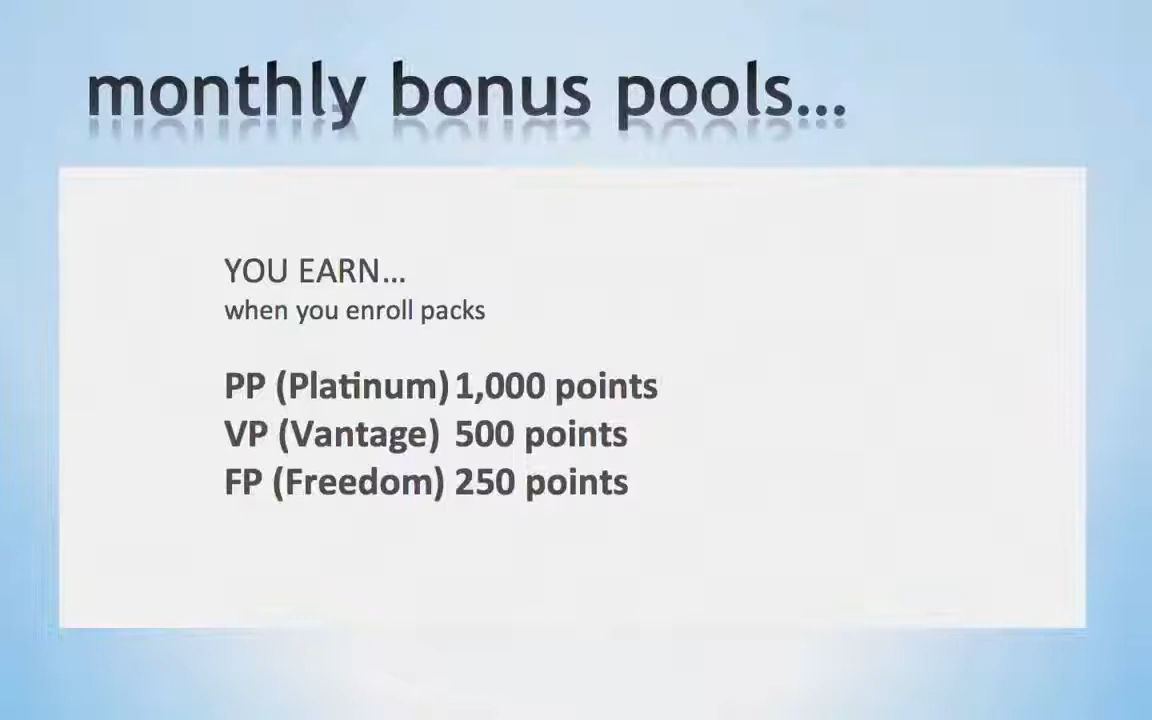 monthly bonus pools...
YOU EARN...
when you enroll packs
PP (Platinum) 1,000 points
VP (Vantage) 500 points
FP (Freedom) 250 points